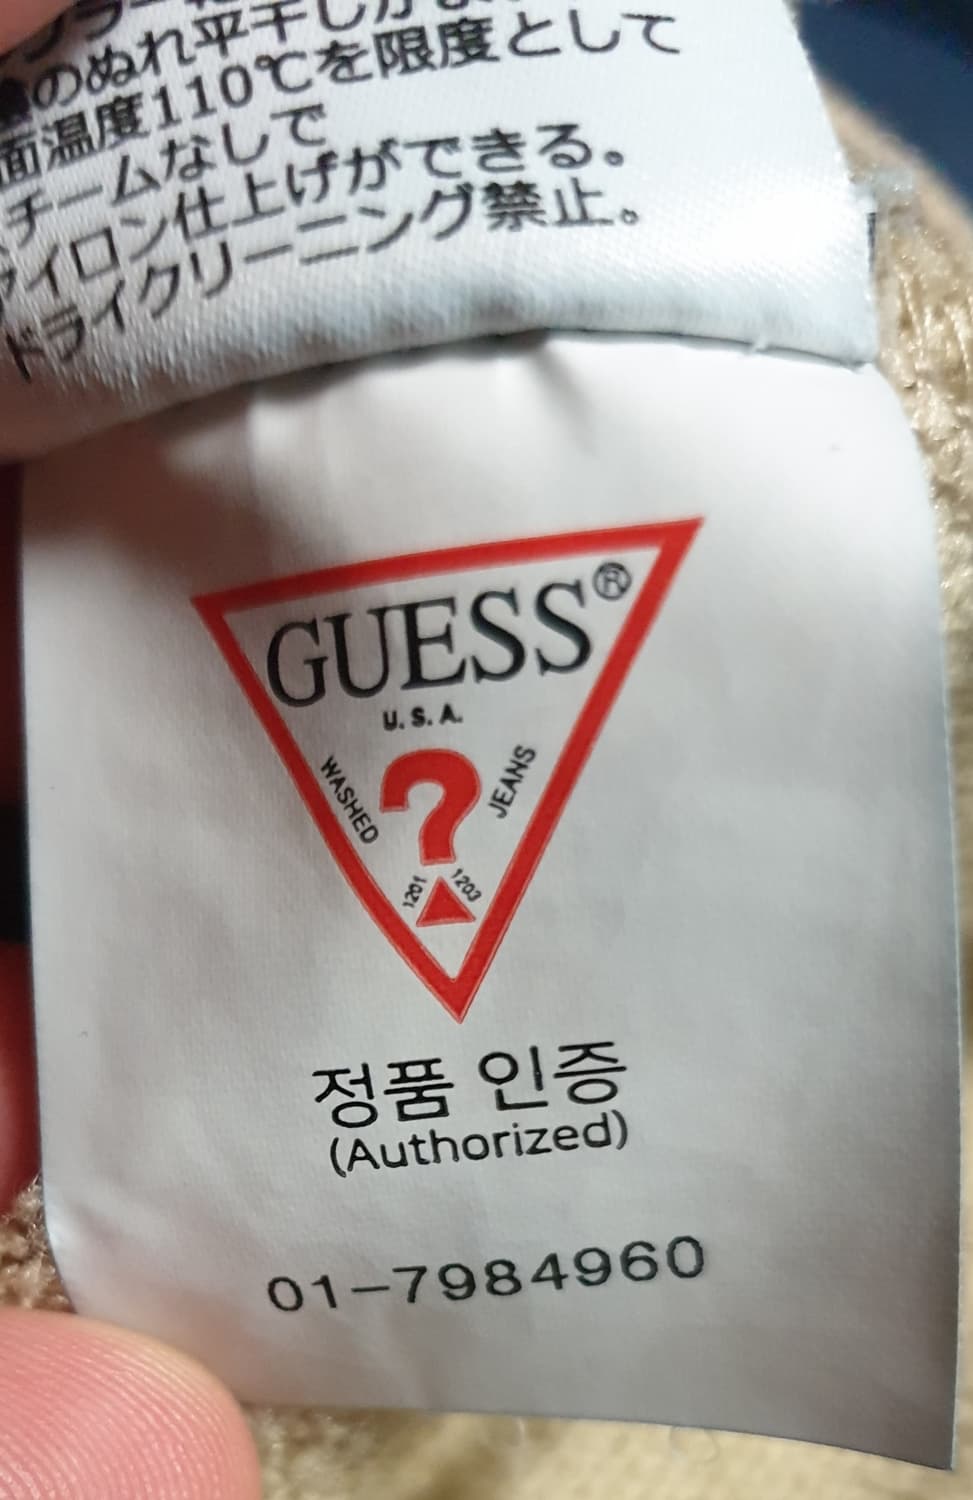 のぬれ平干しが
面温度110℃を限度として
チームなしで
アイロン仕上げができる。
ドライクリーニング禁止。
GUESS®
U.S.A.
WASHED
?
JEANS
1201
1203
정품 인증
(Authorized)
01-7984960